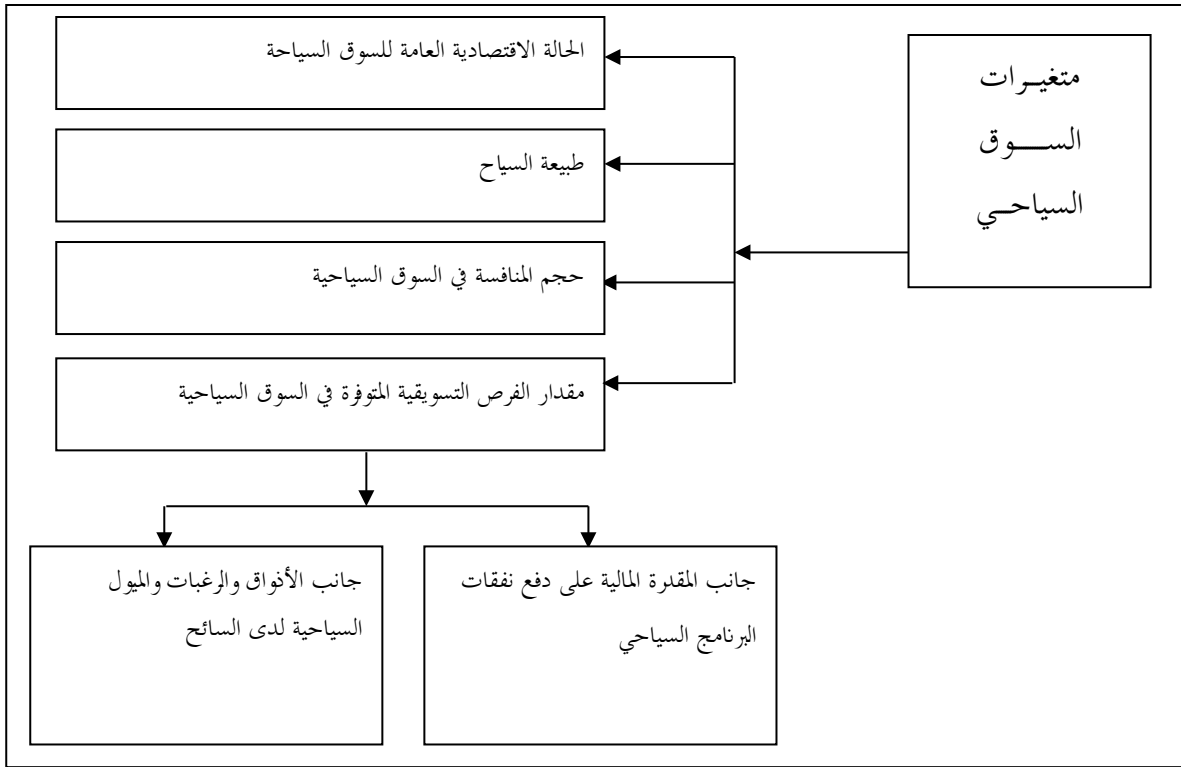 متغيرات
السوق
السياحي
الحالة الاقتصادية العامة للسوق السياحة
طبيعة السياح
حجم المنافسة في السوق السياحية
مقدار الفرص التسويقية المتوفرة في السوق السياحية
جانب المقدرة المالية على دفع نفقات
البرنامج السياحي
جانب الأذواق والرغبات والميول
السياحية لدى السائح